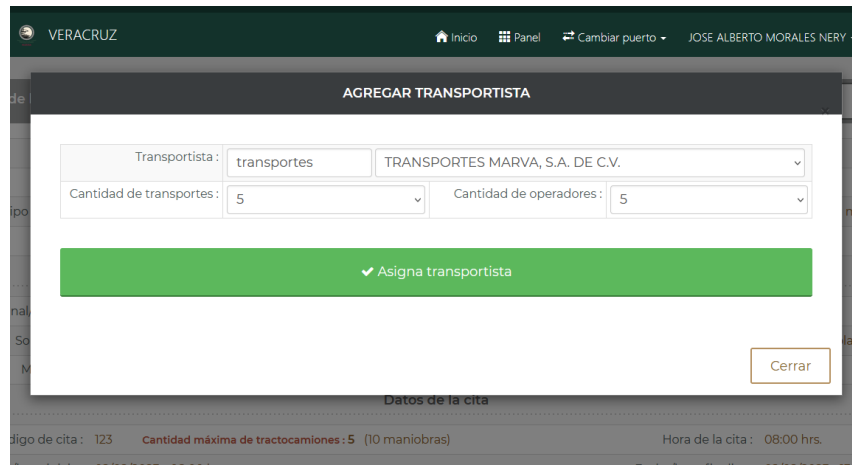 VERACRUZ Inicio Panel Cambiar puerto JOSE ALBERTO MORALES NERY
AGREGAR TRANSPORTISTA
x
Transportista : transportes TRANSPORTES MARVA, S.A. DE C.V.
Cantidad de transportes : 5 Cantidad de operadores : 5
Asigna transportista
Cerrar
Datos de la cita
digo de cita : 123 Cantidad máxima de tractocamiones : 5 (10 maniobras) Hora de la cita : 08:00 hrs.